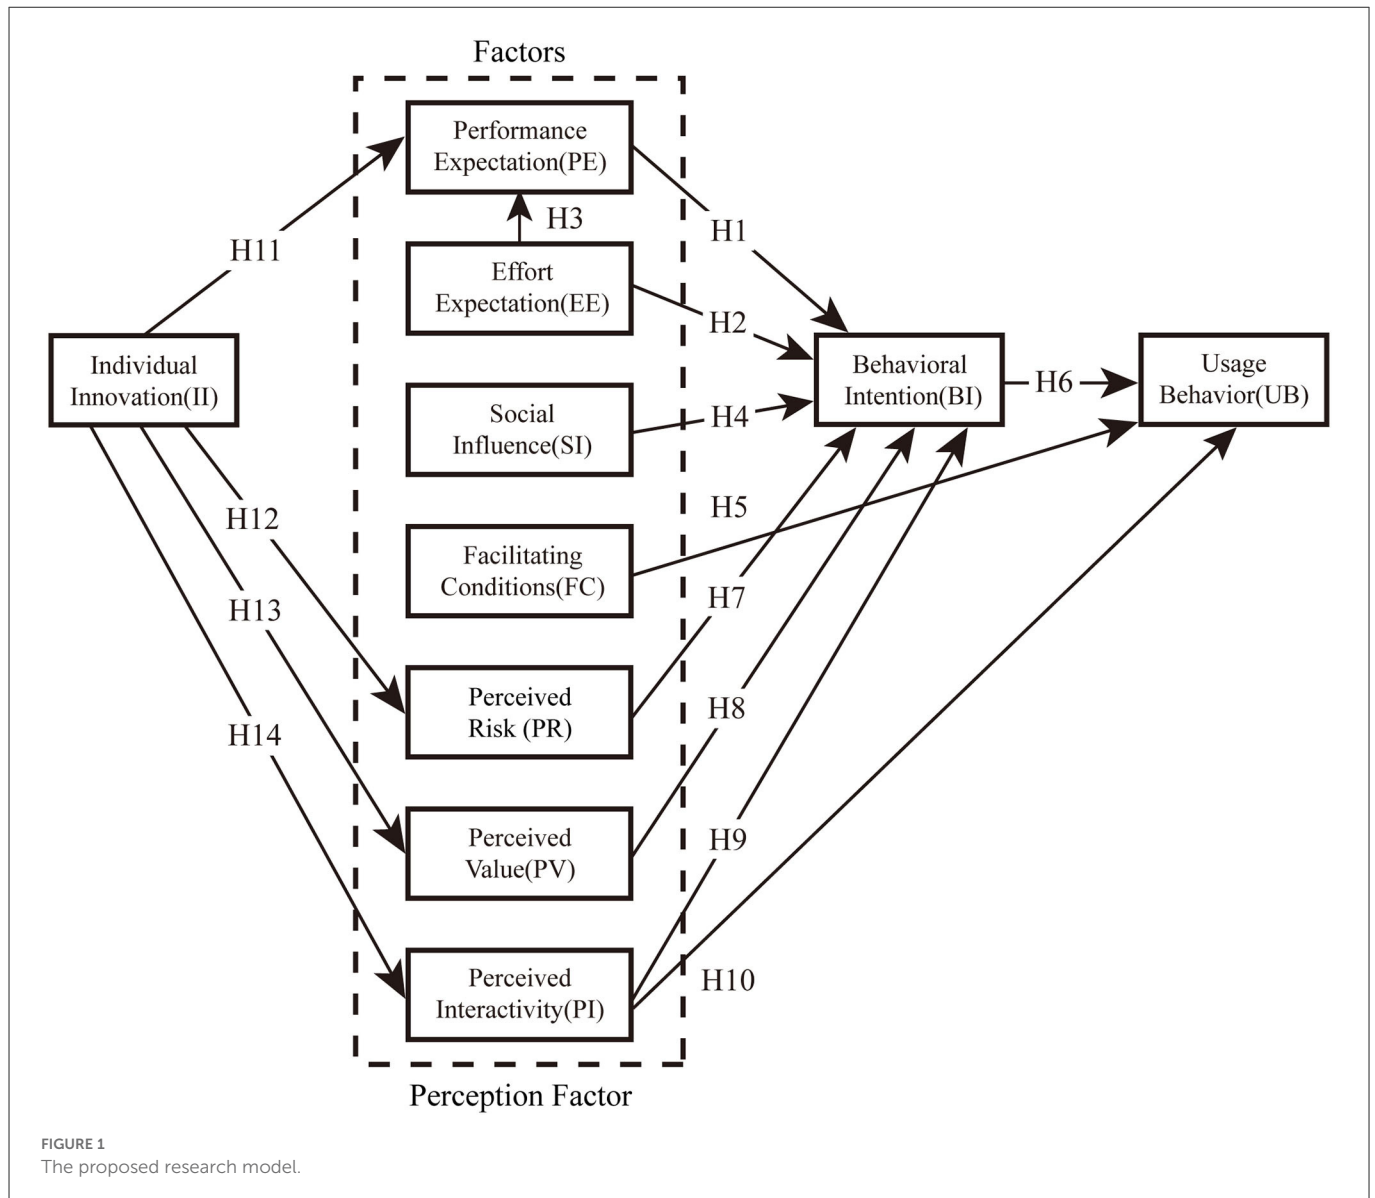 Factors
Performance
Expectation(PE)
H3
H1
H11
Effort
Expectation(EE)
H2
Individual
Innovation(II)
Behavioral
Intention(BI)
H6
Usage
Behavior(UB)
Social
Influence(SI)
H4
H12
H5
Facilitating
Conditions(FC)
H13
H7
Perceived
Risk (PR)
H14
H8
Perceived
Value(PV)
H9
Perceived
Interactivity(PI)
H10
Perception Factor
FIGURE 1
The proposed research model.